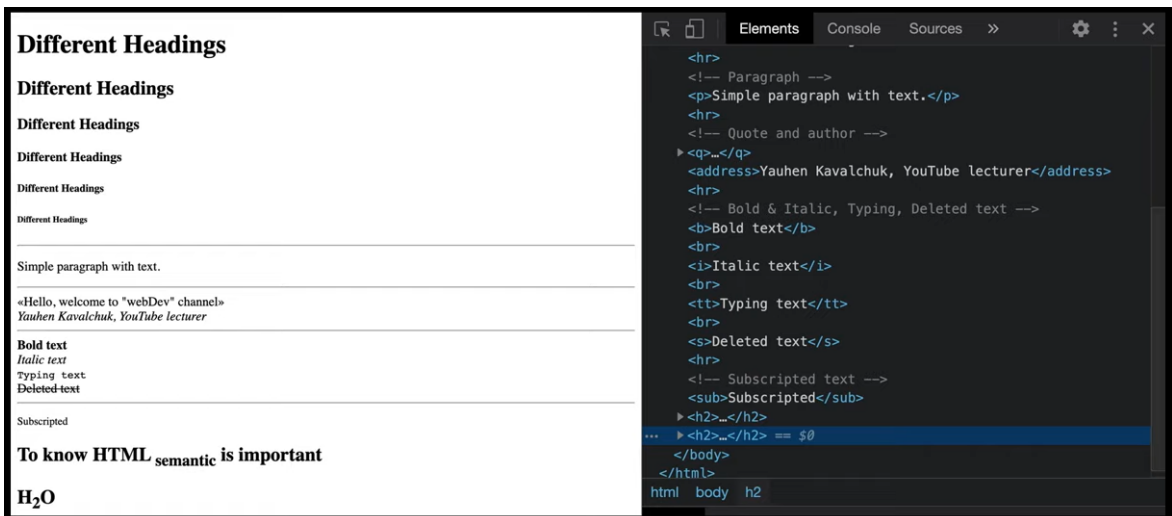 Different Headings
Different Headings
Different Headings
Different Headings
Different Headings
Different Headings
Simple paragraph with text.
«Hello, welcome to "webDev" channel»
Yauhen Kavalchuk, YouTube lecturer
Bold text
Italic text
Typing text
Deleted text
Subscripted
To know HTML semantic is important
H2O
Elements Console Sources »
<hr>
<!-- Paragraph -->
<p>Simple paragraph with text.</p>
<hr>
<!-- Quote and author -->
<q>…</q>
<address>Yauhen Kavalchuk, YouTube lecturer</address>
<hr>
<!-- Bold & Italic, Typing, Deleted text -->
<b>Bold text</b>
<br>
<i>Italic text</i>
<br>
<tt>Typing text</tt>
<br>
<s>Deleted text</s>
<hr>
<!-- Subscripted text -->
<sub>Subscripted</sub>
<h2>…</h2>
<h2>…</h2> == $0
</body>
</html>
html body h2